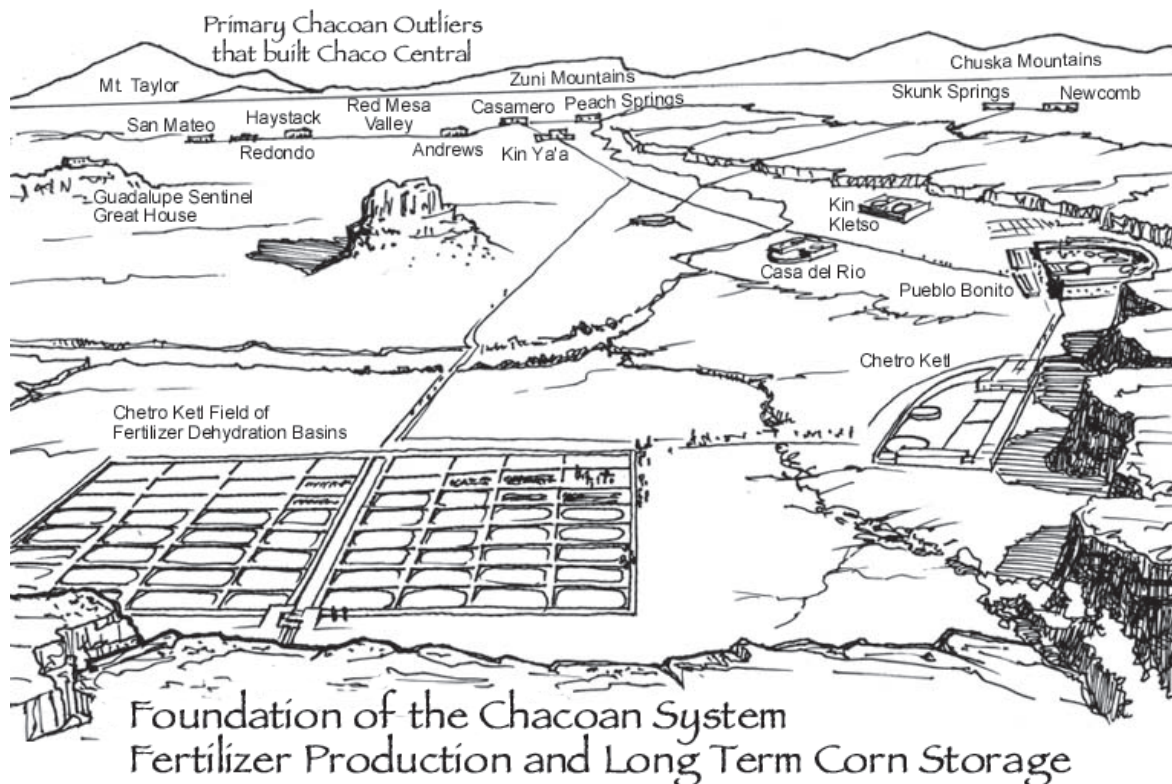 Primary Chacoan Outliers
that built Chaco Central
Mt. Taylor
Zuni Mountains
Chuska Mountains
San Mateo
Haystack
Redondo
Red Mesa
Valley
Andrews
Casamero
Peach Springs
Kin Ya'a
Skunk Springs
Newcomb
Guadalupe Sentinel
Great House
Kin
Kletso
Casa del Rio
Pueblo Bonito
Chetro Ketl
Chetro Ketl Field of
Fertilizer Dehydration Basins
Foundation of the Chacoan System
Fertilizer Production and Long Term Corn Storage